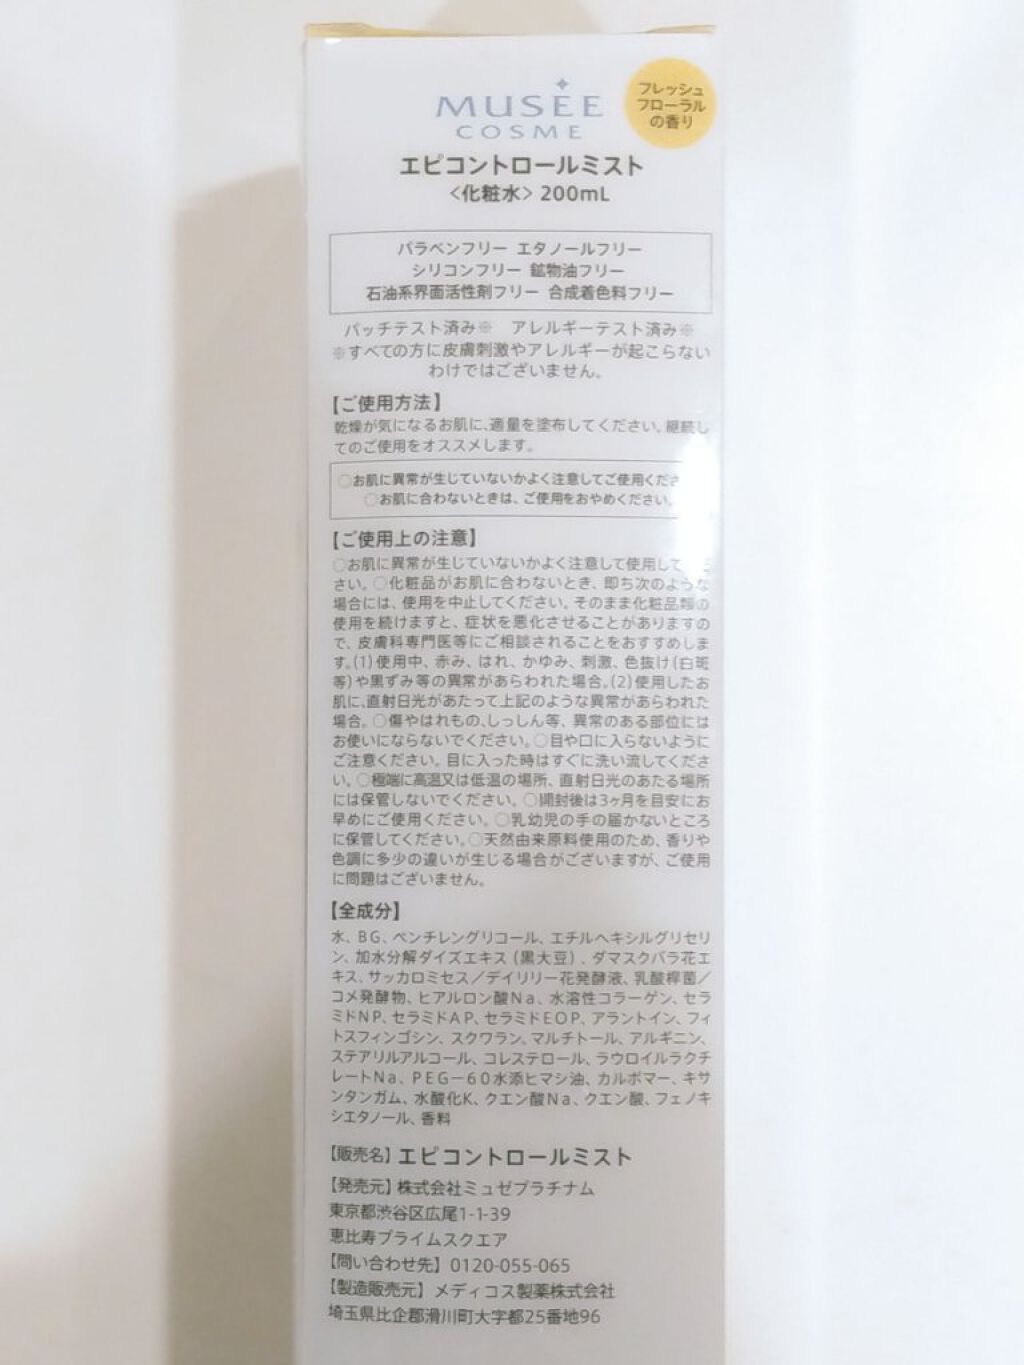 MUSÉE
COSME
フレッシュ
フローラル
の香り
エピコントロールミスト
<化粧水> 200mL
パラベンフリー エタノールフリー
シリコンフリー 鉱物油フリー
石油系界面活性剤フリー 合成着色料フリー
パッチテスト済み※ アレルギーテスト済み※
※すべての方に皮膚刺激やアレルギーが起こらない
わけではございません。
【ご使用方法】
乾燥が気になるお肌に、適量を塗布してください。継続し
てのご使用をオススメします。
○お肌に異常が生じていないかよく注意してご使用くださ
○お肌に合わないときは、ご使用をおやめください。
【ご使用上の注意】
○お肌に異常が生じていないかよく注意して使用して
さい。○化粧品がお肌に合わないとき、即ち次のような
場合には、使用を中止してください。そのまま化粧品類の
使用を続けますと、症状を悪化させることがありますの
で、皮膚科専門医等にご相談されることをおすすめしま
す。(1)使用中、赤み、はれ、かゆみ、刺激、色抜け(白斑
等)や黒ずみ等の異常があらわれた場合。(2)使用したお
肌に、直射日光があたって上記のような異常があらわれた
場合。○傷やはれもの、しっしん等、異常のある部位には
お使いにならないでください。○目や口に入らないように
ご注意ください。目に入った時はすぐに洗い流してくださ
い。○極端に高温又は低温の場所、直射日光のあたる場所
には保管しないでください。○開封後は3ヶ月を目安にお
早めにご使用ください。○乳幼児の手の届かないところ
に保管してください。○天然由来原料使用のため、香りや
色調に多少の違いが生じる場合がございますが、ご使用
に問題はございません。
【全成分】
水、BG、ペンチレングリコール、エチルヘキシルグリセリ
ン、加水分解ダイズエキス(黒大豆)、ダマスクバラ花エ
キス、サッカロミセス/デイリリー花発酵液、乳酸桿菌/
コメ発酵物、ヒアルロン酸Na、水溶性コラーゲン、セラ
ミドNP、セラミドAP、セラミドEOP、アラントイン、フィ
トスフィンゴシン、スクワラン、マルチトール、アルギニン、
ステアリルアルコール、コレステロール、ラウロイルラクチ
レートNa、PEG－60水添ヒマシ油、カルボマー、キサ
ンタンガム、水酸化K、クエン酸Na、クエン酸、フェノキ
シエタノール、香料
【販売名】エピコントロールミスト
【発売元】株式会社ミュゼプラチナム
東京都渋谷区広尾1-1-39
恵比寿プライムスクエア
【問い合わせ先】0120-055-065
【製造販売元】メディコス製薬株式会社
埼玉県比企郡滑川町大字都25番地96